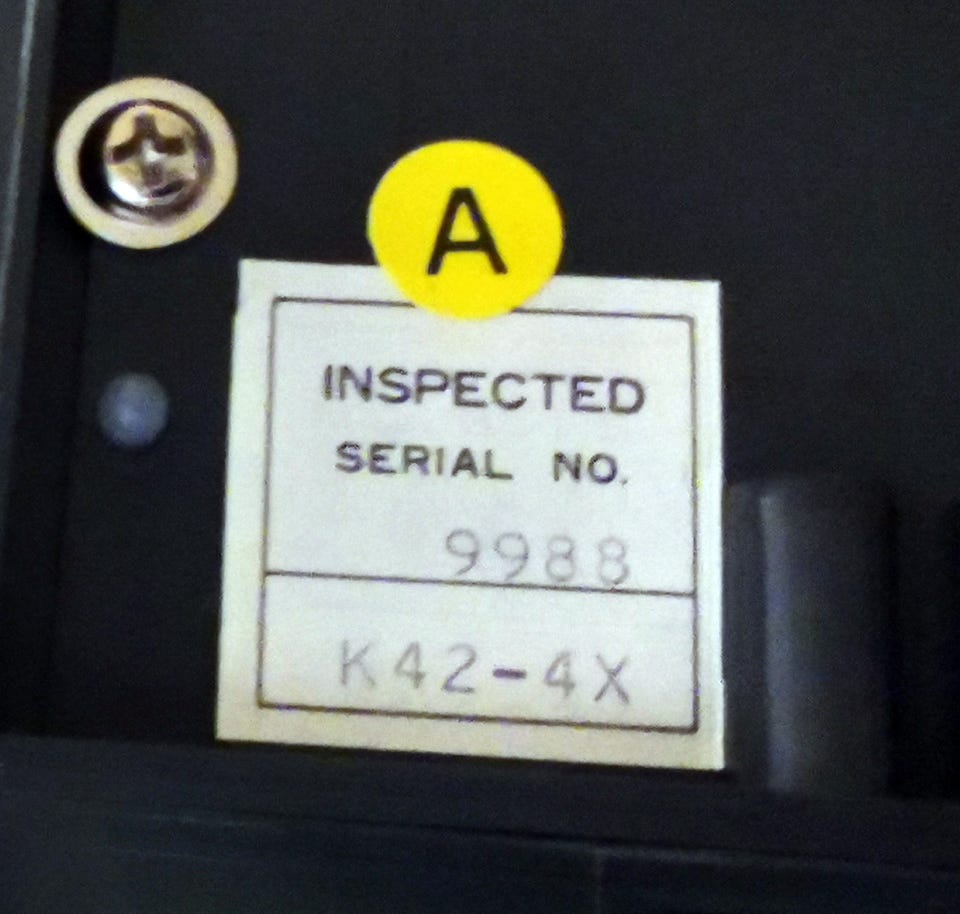 A
INSPECTED
SERIAL NO.
9988
K42-4X